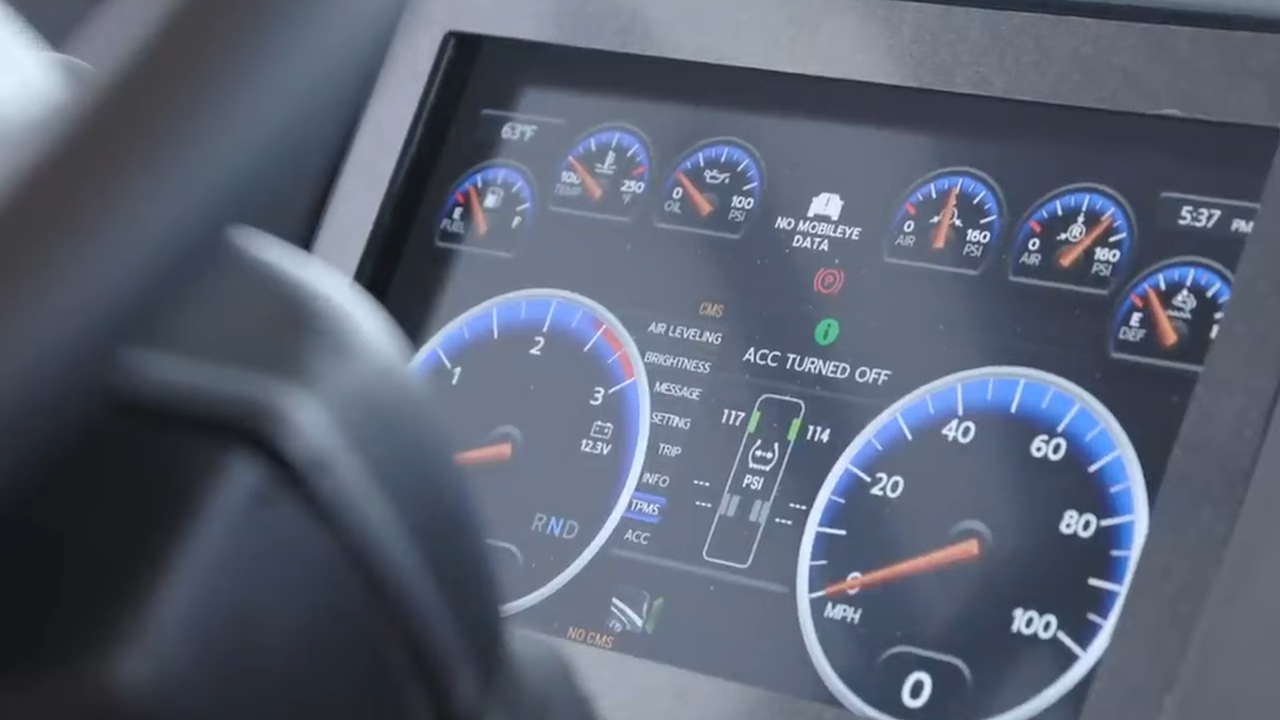 63°F
100
TEMP
250
°F
0
OIL
100
PSI
E
FUEL
F
NO MOBILEYE
DATA
0
AIR
160
PSI
0
AIR
160
PSI
5:37 PM
E
DEF
P
i
ACC TURNED OFF
CMS
AIR LEVELING
BRIGHTNESS
MESSAGE
SETTING
TRIP
INFO
TPMS
ACC
1
2
3
12.3V
RND
117
114
PSI
--
--
--
--
NO CMS
0
20
40
60
80
100
MPH
0